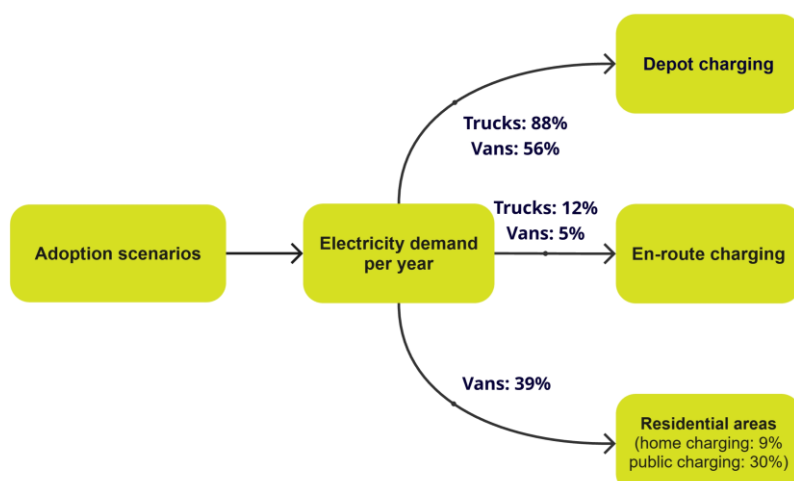 Depot charging
Trucks: 88%
Vans: 56%
Trucks: 12%
Vans: 5%
Adoption scenarios
Electricity demand
per year
En-route charging
Vans: 39%
Residential areas
(home charging: 9%
public charging: 30%)